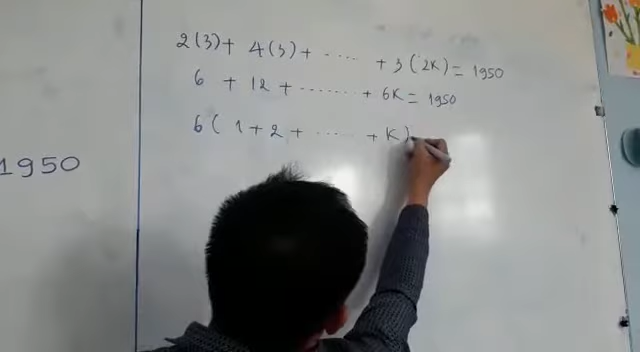 2(3)+ 4(3)+ ..... +3(2K)=1950
6 + 12 +........+ 6K=1950
6( 1+2+ ..... +K)
1950